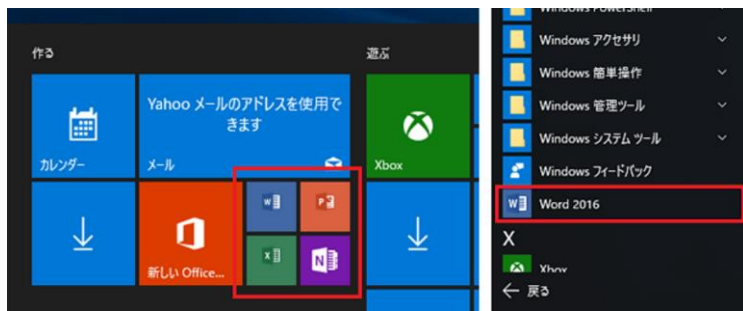 作る
遊ぶ
Yahoo メールのアドレスを使用で
きます
カレンダー
メール
Xbox
新しい Office...
W
P
X
N
Windows PowerShell
Windows アクセサリ
Windows 簡単操作
Windows 管理ツール
Windows システム ツール
Windows フィードバック
W
Word 2016
X
Xbox
戻る